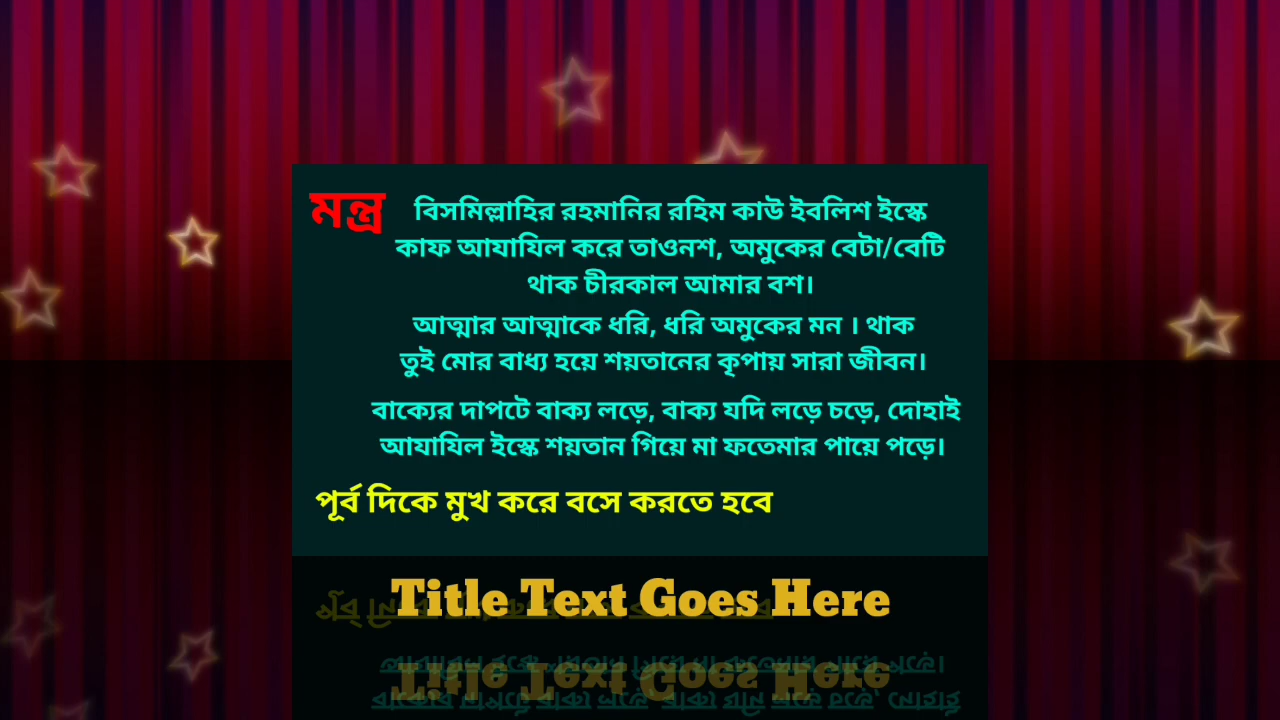 মন্ত্র
বিসমিল্লাহির রহমানির রহিম কাউ ইবলিশ ইস্কে
কাফ আযাযিল করে তাওনশ, অমুকের বেটা/বেটি
থাক চীরকাল আমার বশ।
আত্মার আত্মাকে ধরি, ধরি অমুকের মন । থাক
তুই মোর বাধ্য হয়ে শয়তানের কৃপায় সারা জীবন।
বাক্যের দাপটে বাক্য লড়ে, বাক্য যদি লড়ে চড়ে, দোহাই
আযাযিল ইস্কে শয়তান গিয়ে মা ফতেমার পায়ে পড়ে।
পূর্ব দিকে মুখ করে বসে করতে হবে
Title Text Goes Here